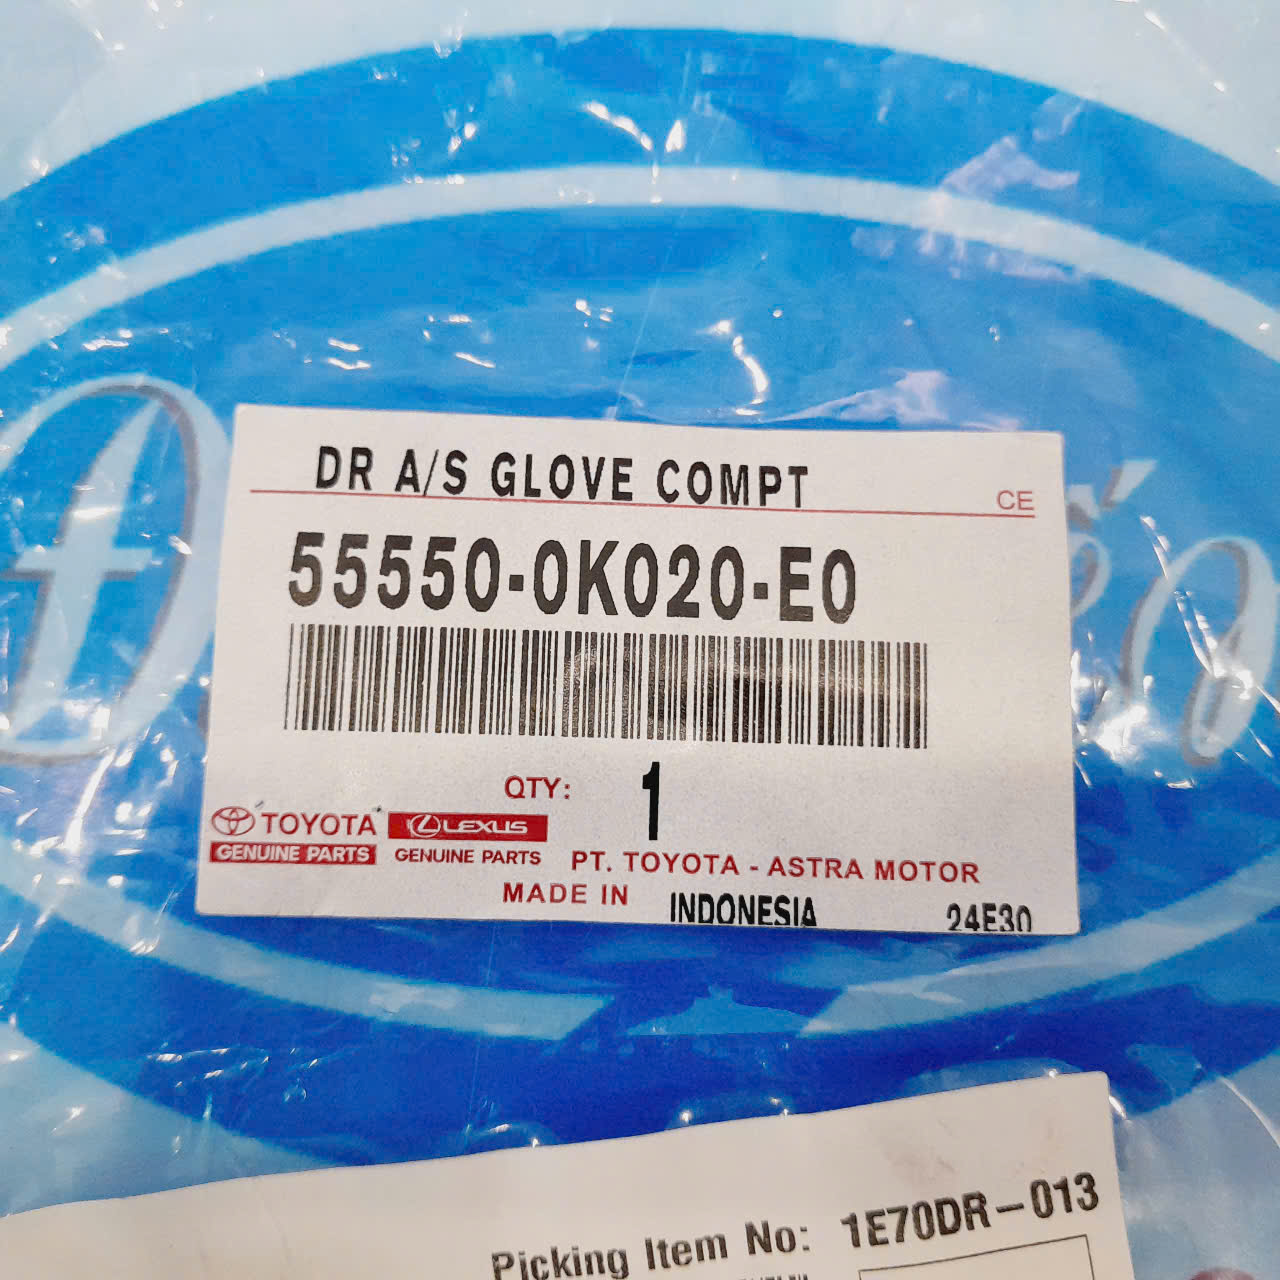 DR A/S GLOVE COMPT
CE
55550-0K020-E0
QTY: 1
TOYOTA LEXUS
GENUINE PARTS GENUINE PARTS
PT. TOYOTA - ASTRA MOTOR
MADE IN INDONESIA 24E30
Picking Item No: 1E70DR-013